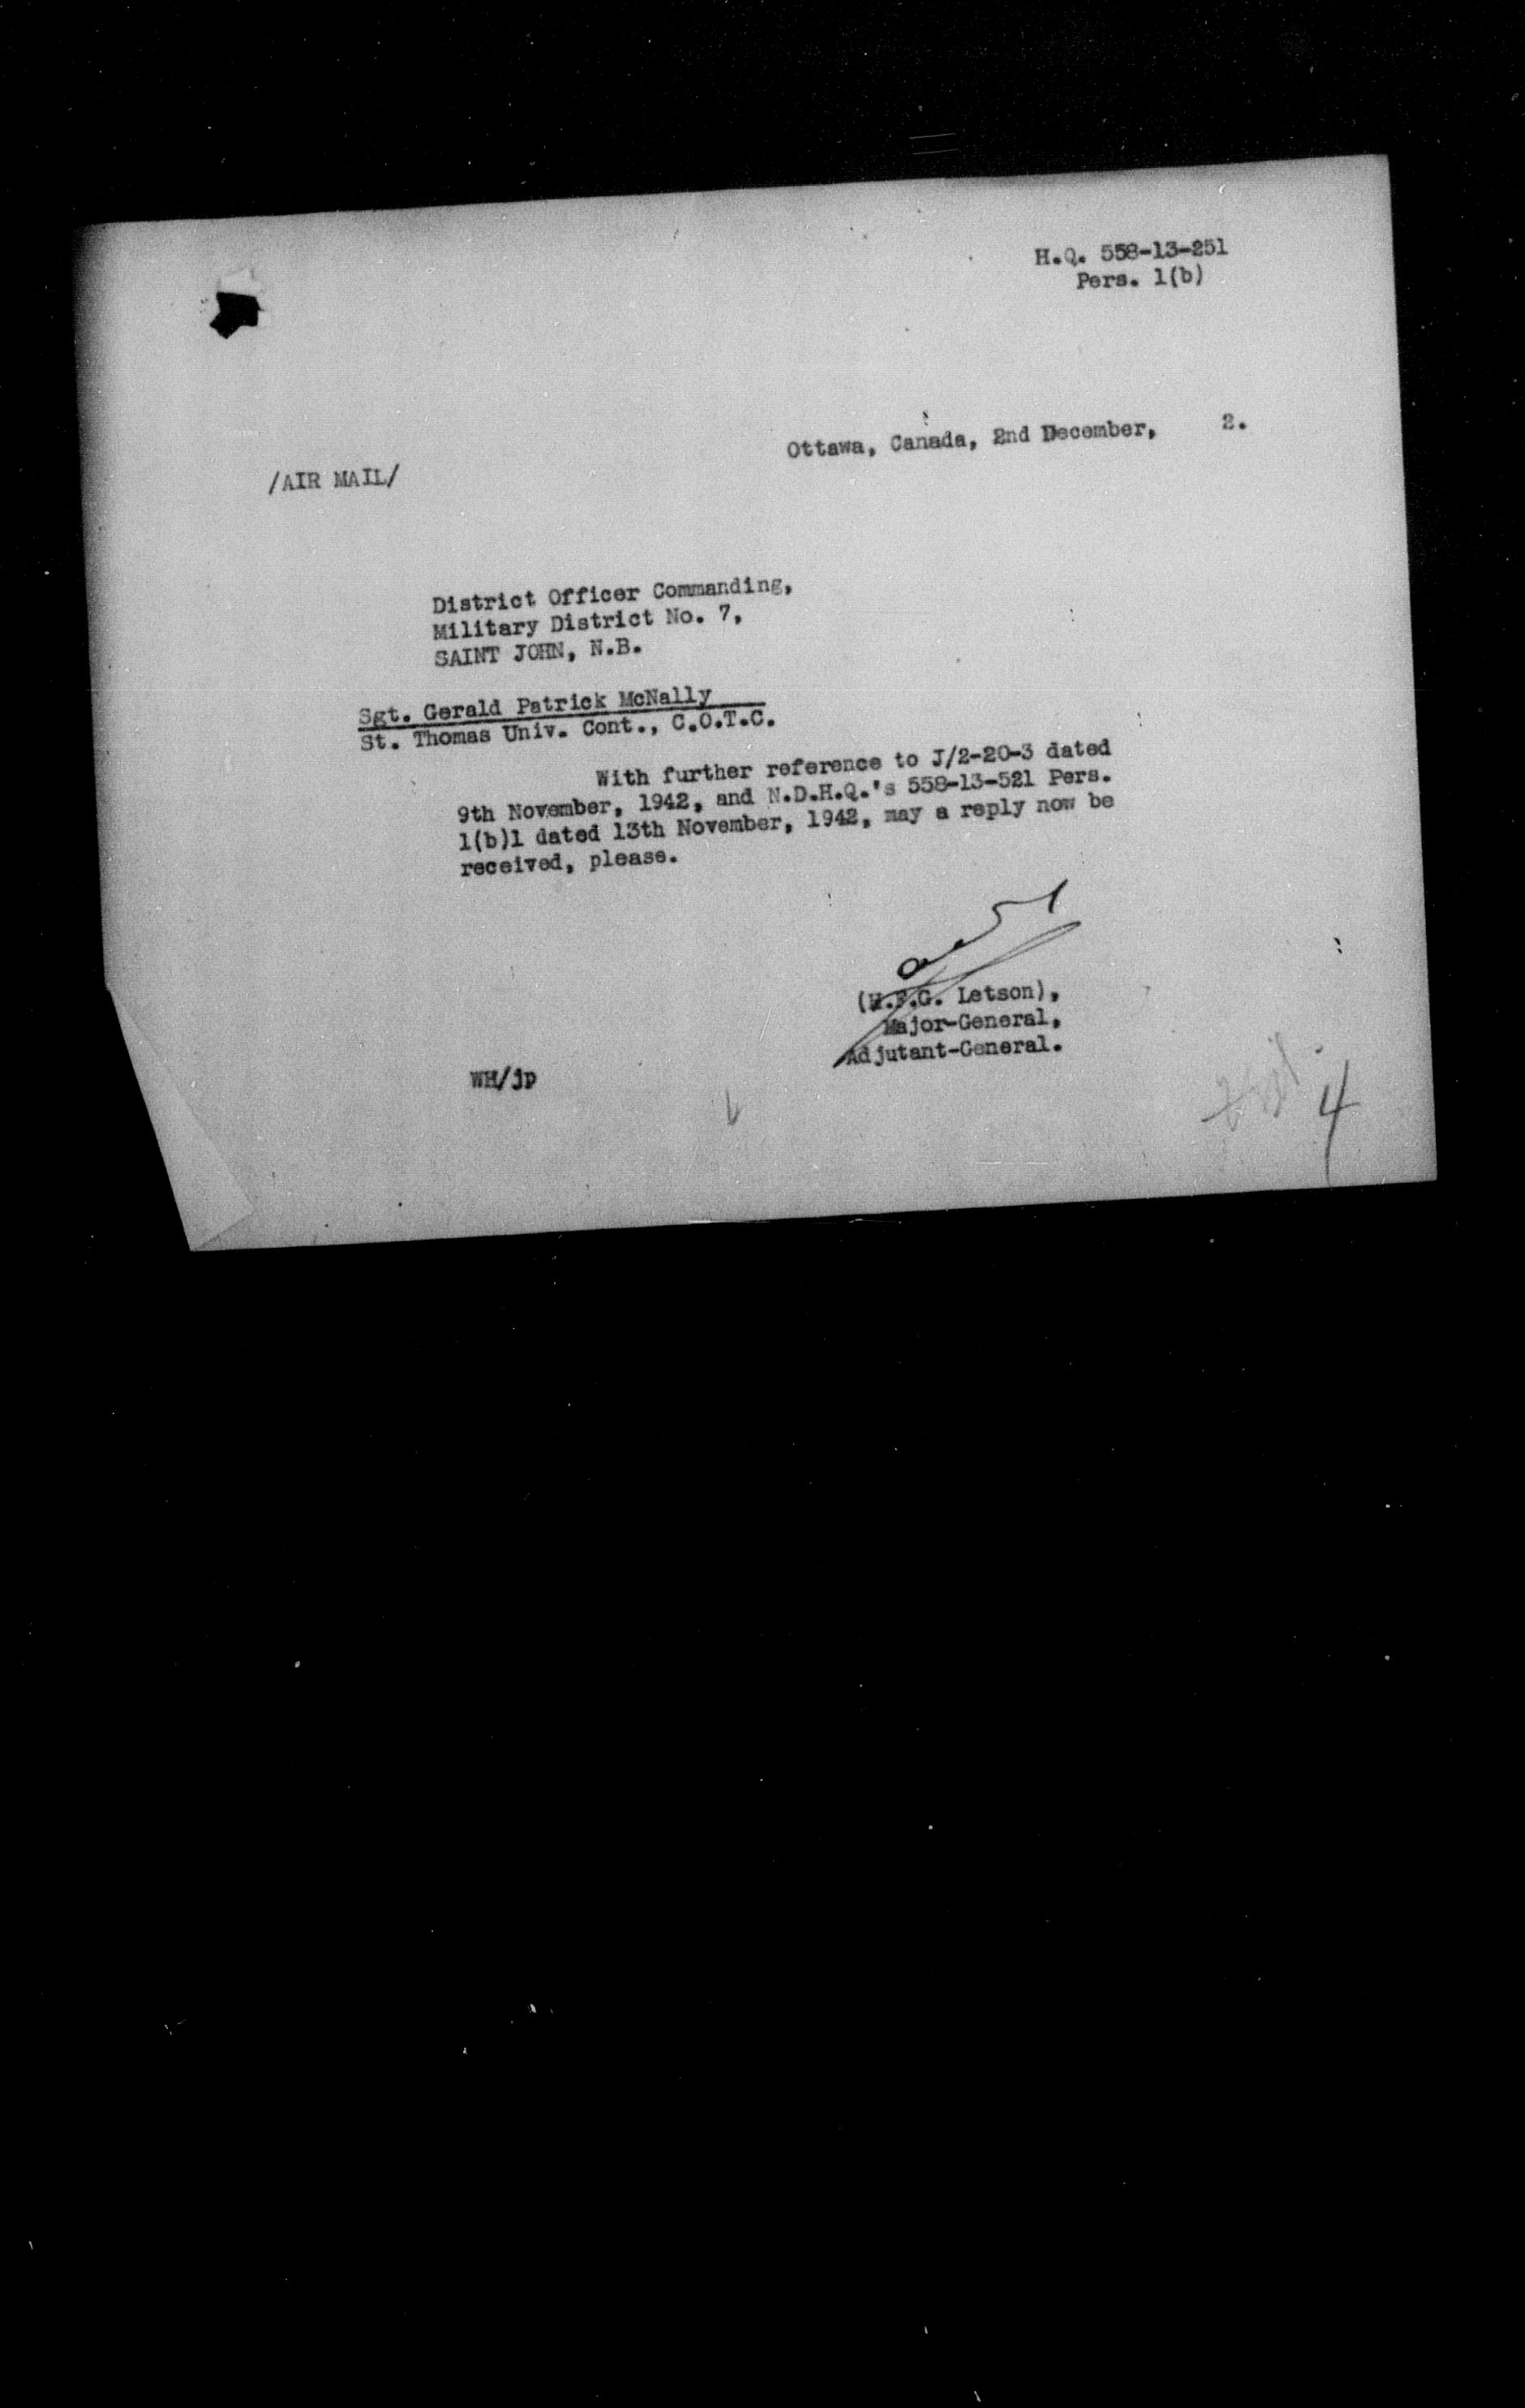 H.Q. 558-13-251
Pers. 1(b)
Ottawa, Canada, 2nd December, 2.
/AIR MAIL/
District Officer Commanding,
Military District No. 7,
SAINT JOHN, N.B.
Sgt. Gerald Patrick McNally
St. Thomas Univ. Cont., C.O.T.C.
With further reference to J/2-20-3 dated
9th November, 1942, and N.D.H.Q.'s 558-13-521 Pers.
1(b)1 dated 13th November, 1942, may a reply now be
received, please.
(H.F.G. Letson),
Major-General,
Adjutant-General.
WH/jp
4